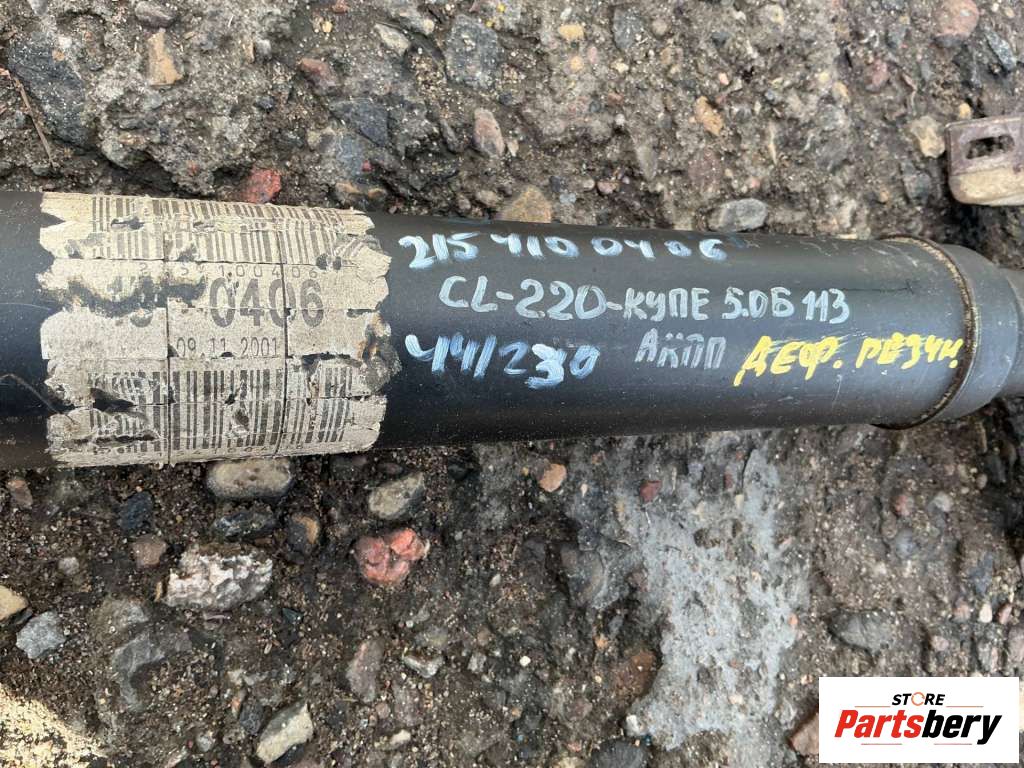 0406
09.11.2001
215 410 04 06
CL-220-КУПЕ 5.0Б 113
44/230 АКПП ДЕФ. РЕЗИН.
STORE
Partsbery